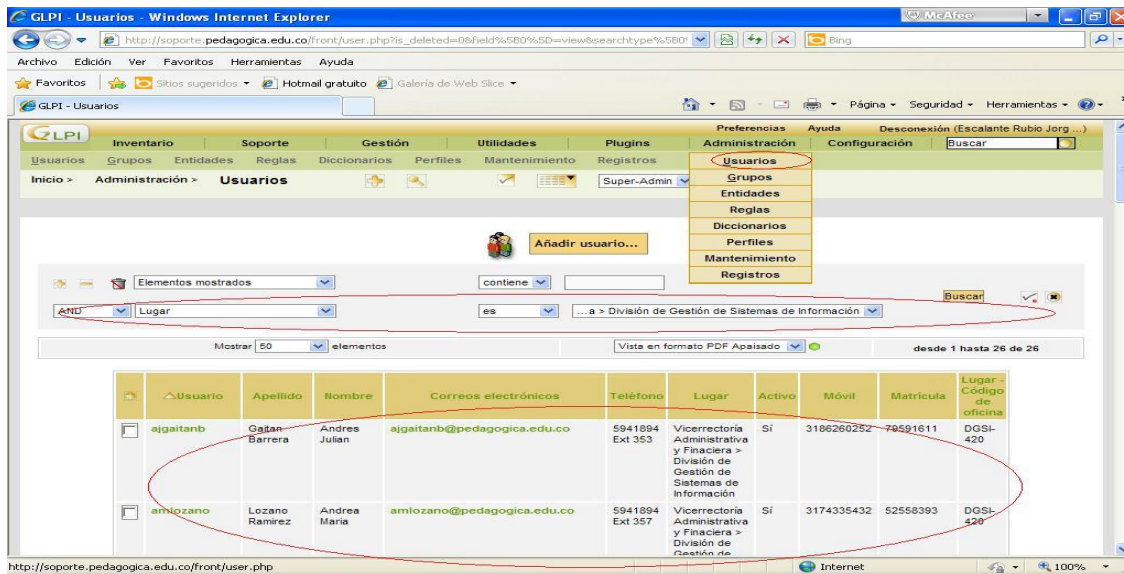 GLPI - Usuarios - Windows Internet Explorer
McAfee
http://soporte.pedagogica.edu.co/front/user.php?is_deleted=0&field%5B0%5D=view&searchtype%5B0
Bing
Archivo Edición Ver Favoritos Herramientas Ayuda
Favoritos Sitios sugeridos Hotmail gratuito Galería de Web Slice
GLPI - Usuarios
Página Seguridad Herramientas
GLPI
Preferencias Ayuda Desconexión (Escalante Rubio Jorg ...)
Inventario Soporte Gestión Utilidades Plugins Administración Configuración Buscar
Usuarios Grupos Entidades Reglas Diccionarios Perfiles Mantenimiento Registros
Inicio > Administración > Usuarios
Super-Admin
Usuarios
Grupos
Entidades
Reglas
Diccionarios
Perfiles
Mantenimiento
Registros
Añadir usuario...
Elementos mostrados contiene
Buscar
AND Lugar es ...a > División de Gestión de Sistemas de Información
Mostrar 50 elementos Vista en formato PDF Apaisado desde 1 hasta 26 de 26
Usuario Apellido Nombre Correos electrónicos Teléfono Lugar Activo Móvil Matrícula Lugar - Código de oficina
ajgaitanb Gaitan Barrera Andres Julian ajgaitanb@pedagogica.edu.co 5941894 Ext 353 Vicerrectoría Administrativa y Finaciera > División de Gestión de Sistemas de Información Sí 3186260252 79591611 DGSI-420
amlozano Lozano Ramirez Andrea Maria amlozano@pedagogica.edu.co 5941894 Ext 357 Vicerrectoría Administrativa y Finaciera > División de Gestión de Sí 3174335432 52558393 DGSI-420
http://soporte.pedagogica.edu.co/front/user.php Internet 100%